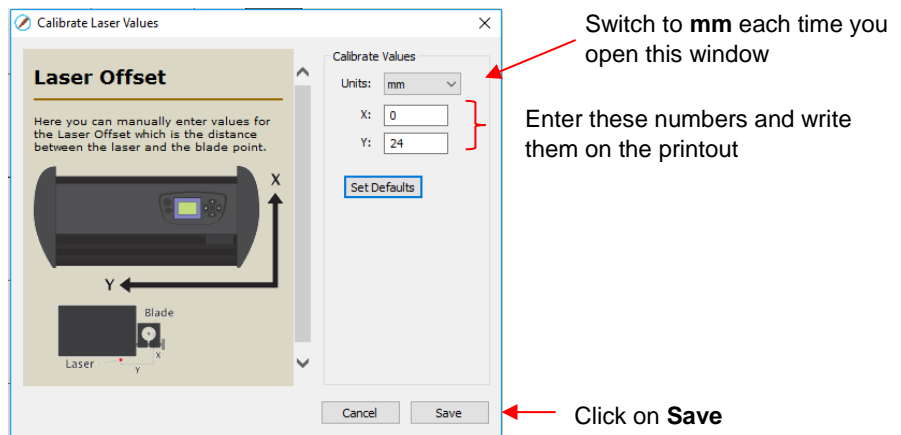 Calibrate Laser Values
Laser Offset
Here you can manually enter values for
the Laser Offset which is the distance
between the laser and the blade point.
X
Y
Blade
Laser
Y
X
Calibrate Values
Units: mm
X: 0
Y: 24
Set Defaults
Cancel
Save
Switch to mm each time you
open this window
Enter these numbers and write
them on the printout
Click on Save